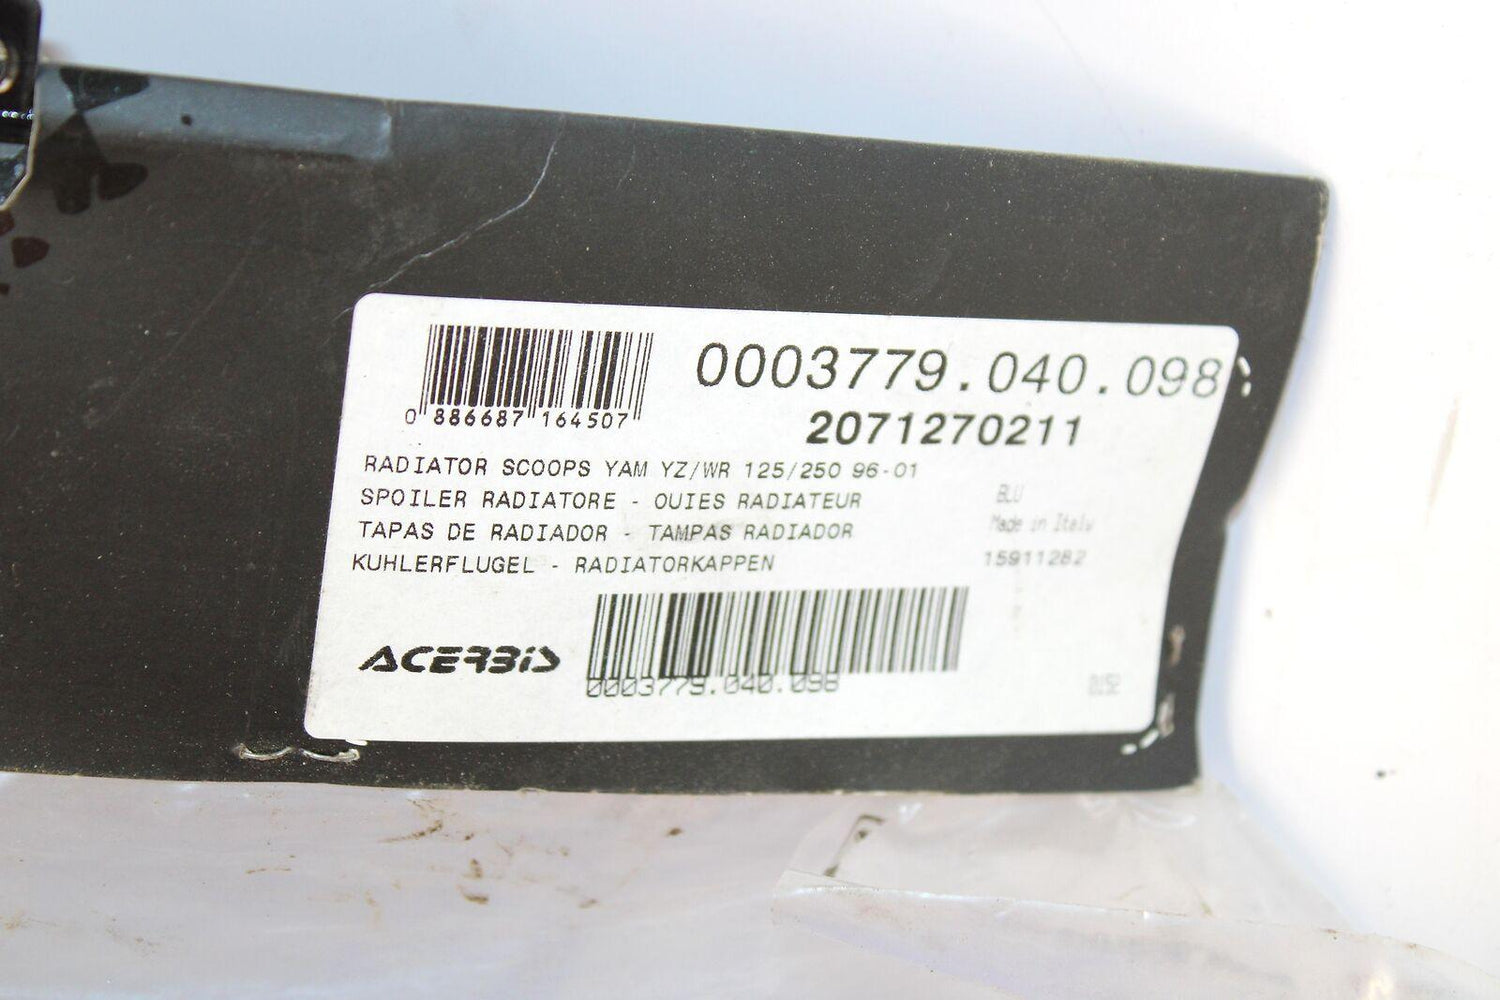 0003779.040.098
0 886687 164507
2071270211
RADIATOR SCOOPS YAM YZ/WR 125/250 96-01
SPOILER RADIATORE - OUIES RADIATEUR
BLU
TAPAS DE RADIADOR - TAMPAS RADIADOR
Made in Italy
KUHLERFLUGEL - RADIATORKAPPEN
15911282
ACERBIS
0003779.040.098